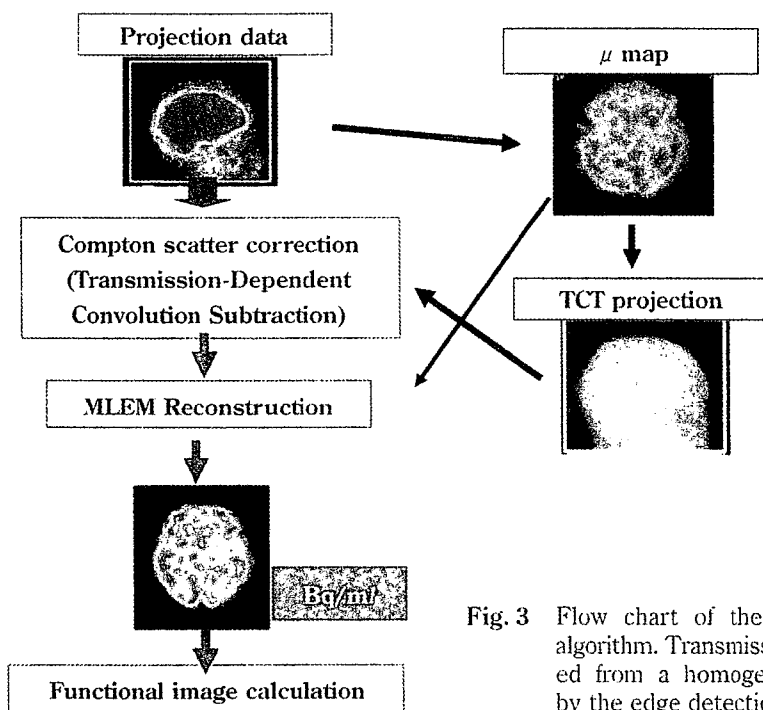 Projection data
μ map
Compton scatter correction
(Transmission-Dependent
Convolution Subtraction)
TCT projection
MLEM Reconstruction
Bq/ml
Functional image calculation
Fig. 3 Flow chart of the
algorithm. Transmiss
ed from a homoge
by the edge detectio